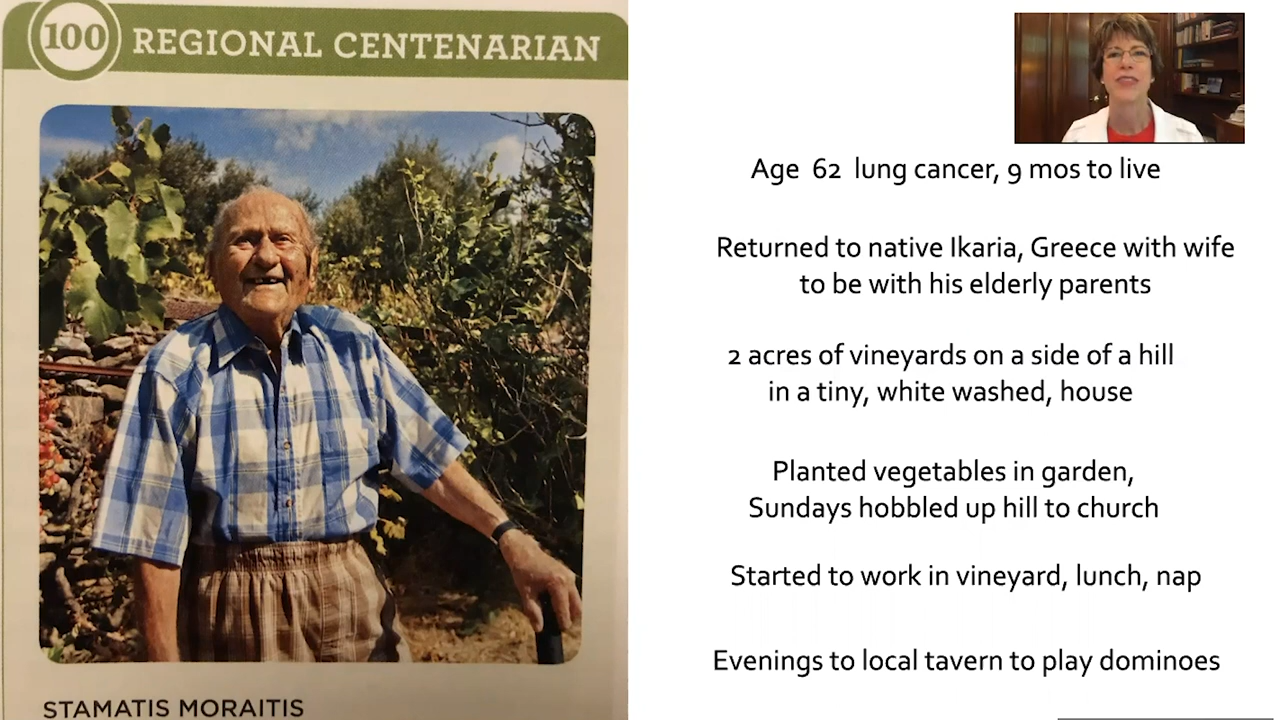 100 REGIONAL CENTENARIAN
STAMATIS MORAITIS
Age 62 lung cancer, 9 mos to live
Returned to native Ikaria, Greece with wife
to be with his elderly parents
2 acres of vineyards on a side of a hill
in a tiny, white washed, house
Planted vegetables in garden,
Sundays hobbled up hill to church
Started to work in vineyard, lunch, nap
Evenings to local tavern to play dominoes